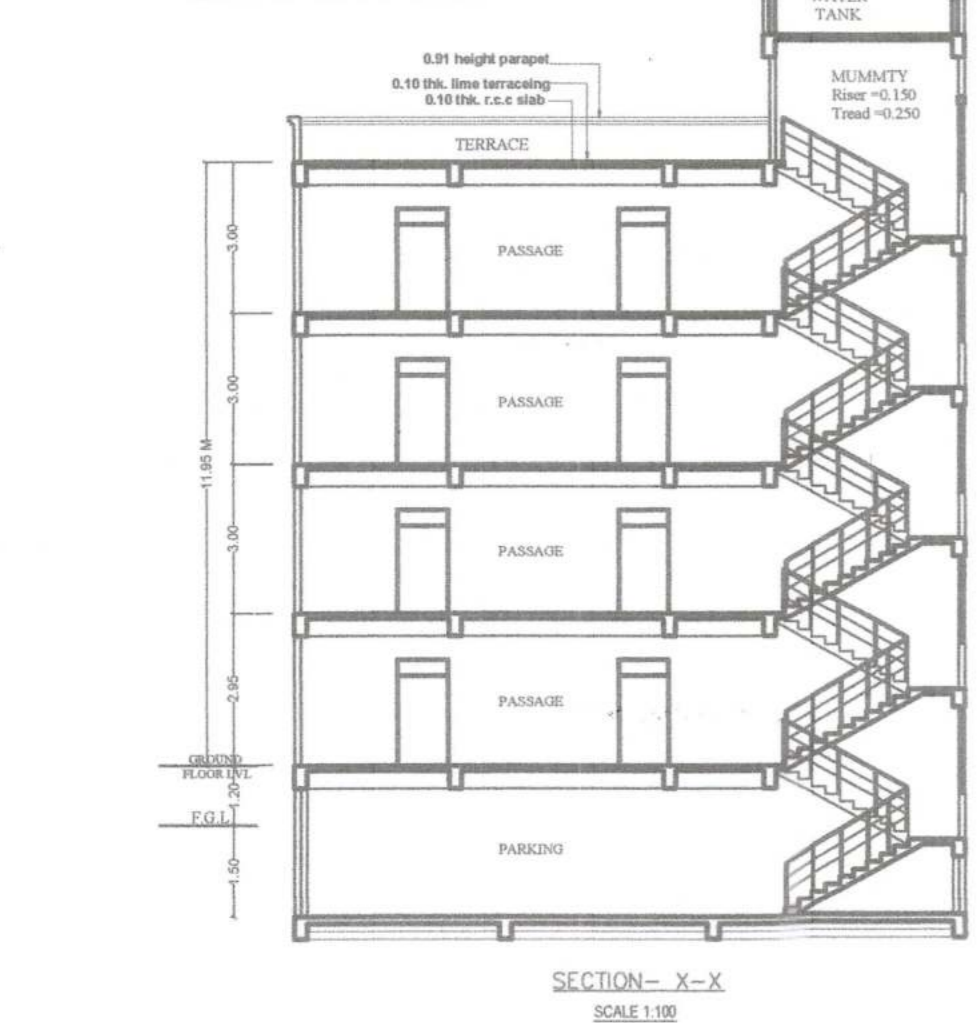 TANK
0.91 height parapet
0.10 thk. lime terraceing
0.10 thk. r.c.c slab
MUMMTY
Riser =0.150
Tread =0.250
TERRACE
3.00
PASSAGE
3.00
PASSAGE
11.95 M
3.00
PASSAGE
2.95
PASSAGE
GROUND
FLOOR LVL
1.20
F.G.L
PARKING
1.50
SECTION- X-X
SCALE 1:100